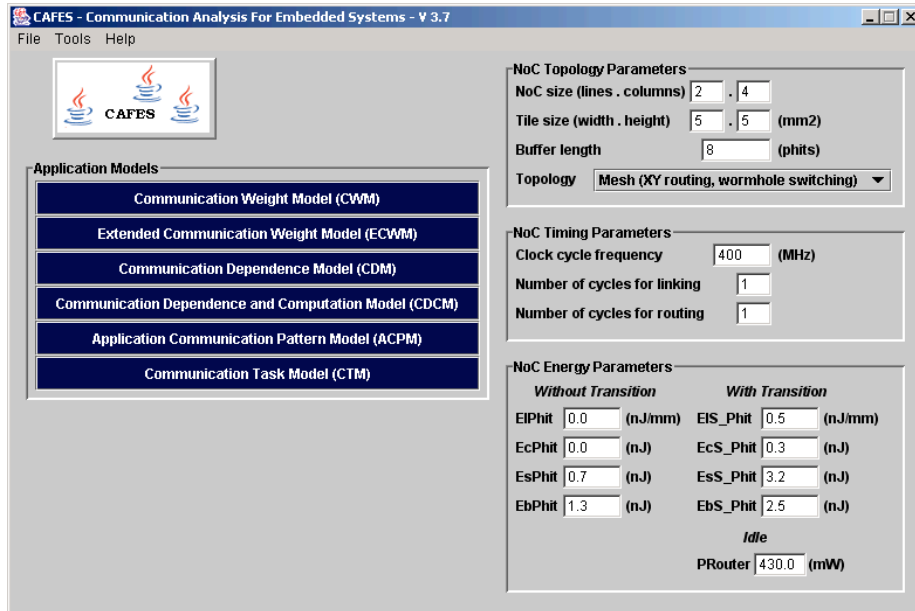 CAFES - Communication Analysis For Embedded Systems - V 3.7
File Tools Help
CAFES
Application Models
Communication Weight Model (CWM)
Extended Communication Weight Model (ECWM)
Communication Dependence Model (CDM)
Communication Dependence and Computation Model (CDCM)
Application Communication Pattern Model (ACPM)
Communication Task Model (CTM)
NoC Topology Parameters
NoC size (lines . columns) 2 . 4
Tile size (width . height) 5 . 5 (mm2)
Buffer length 8 (phits)
Topology Mesh (XY routing, wormhole switching)
NoC Timing Parameters
Clock cycle frequency 400 (MHz)
Number of cycles for linking 1
Number of cycles for routing 1
NoC Energy Parameters
Without Transition With Transition
ElPhit 0.0 (nJ/mm) ElS_Phit 0.5 (nJ/mm)
EcPhit 0.0 (nJ) EcS_Phit 0.3 (nJ)
EsPhit 0.7 (nJ) EsS_Phit 3.2 (nJ)
EbPhit 1.3 (nJ) EbS_Phit 2.5 (nJ)
Idle
PRouter 430.0 (mW)